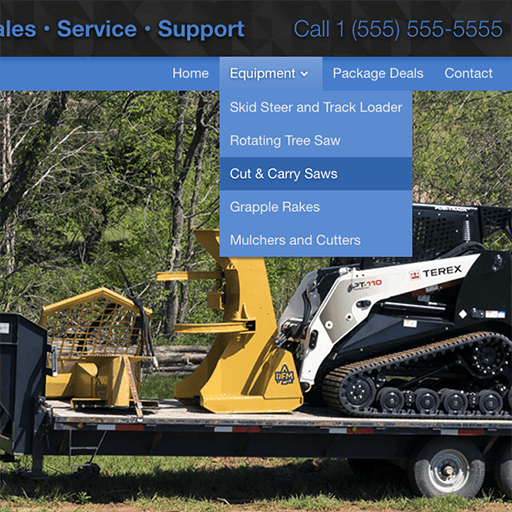 ales • Service • Support
Call 1 (555) 555-5555
Home Equipment Package Deals Contact
Skid Steer and Track Loader
Rotating Tree Saw
Cut & Carry Saws
Grapple Rakes
Mulchers and Cutters
TEREX
PT-110
DFM